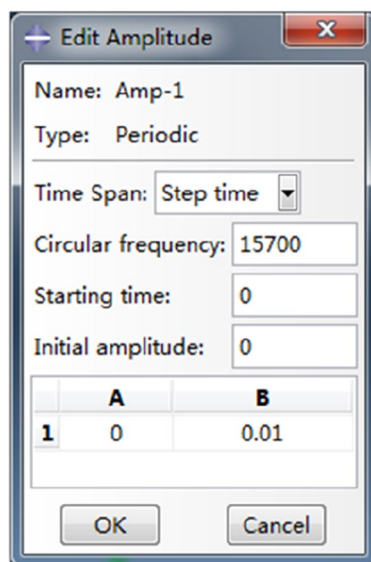 Edit Amplitude
Name: Amp-1
Type: Periodic
Time Span: Step time
Circular frequency: 15700
Starting time: 0
Initial amplitude: 0
A B
1 0 0.01
OK Cancel